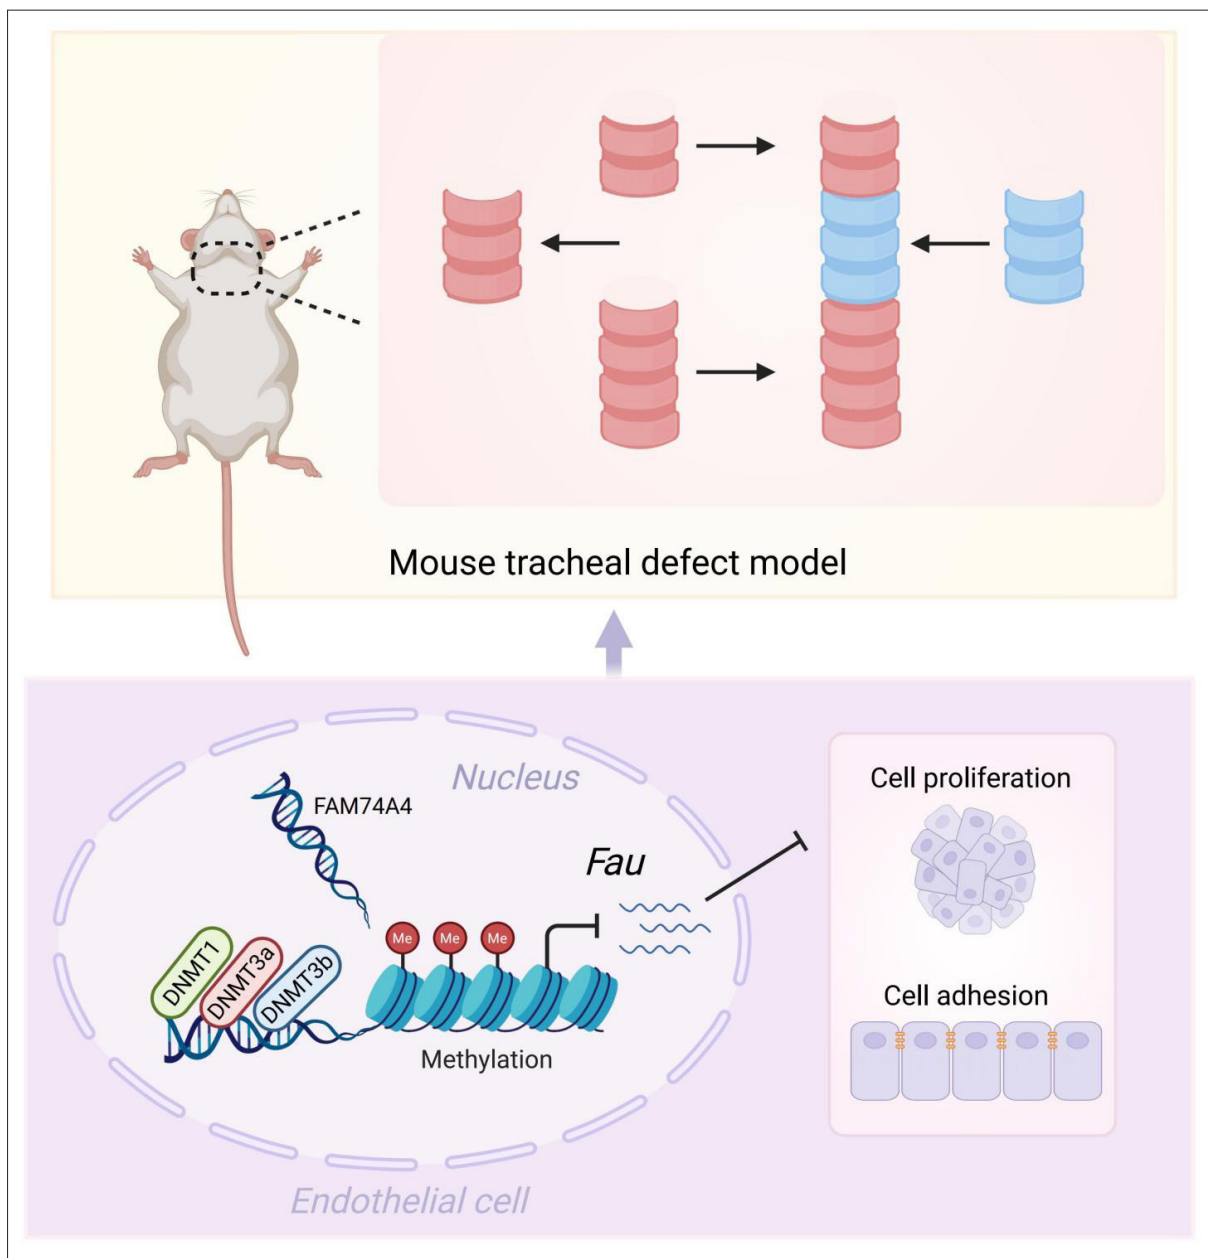 Mouse tracheal defect model
Nucleus
Cell proliferation
FAM74A4
Fau
Me Me Me
DNMT1
DNMT3a
DNMT3b
Cell adhesion
Methylation
Endothelial cell